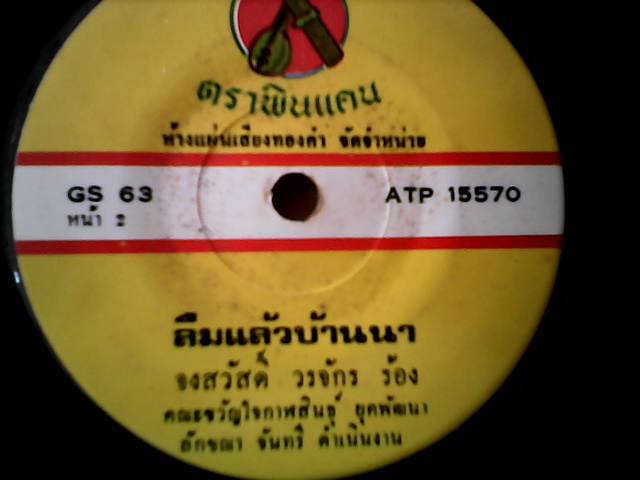 ตราพินแคน
ห้างแผ่นเสียงทองคำ จัดจำหน่าย
GS 63
ATP 15570
หน้า 2
ลืมแล้วบ้านนา
จงสวัสดิ์ วรจักร ร้อง
คณะขวัญใจกาฬสินธุ์ ยุคพัฒนา
ลักขณา จันทร์ ดำเนินงาน